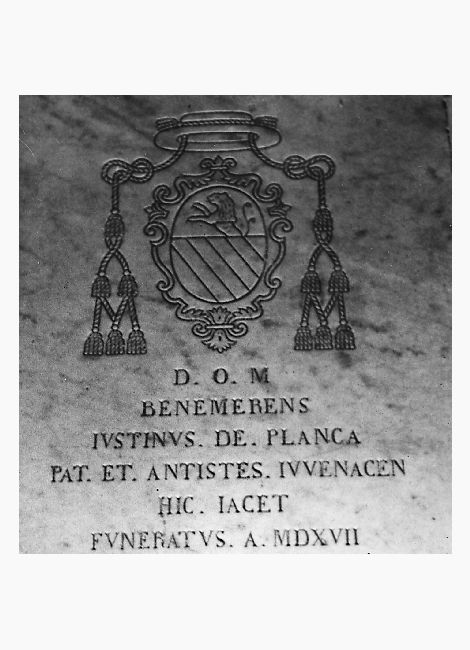 D. O. M
BENEMERENS
IVSTINVS. DE. PLANCA
PAT. ET. ANTISTES. IVVENACEN
HIC. IACET
FVNERATVS. A. MDXVII